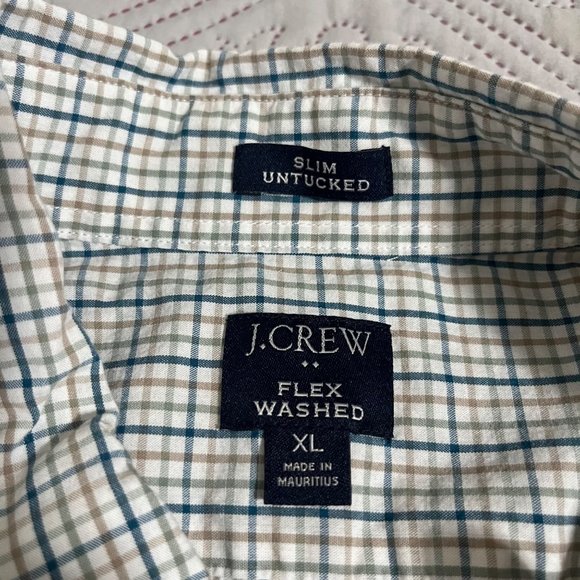 SLIM
UNTUCKED
J.CREW
FLEX
WASHED
XL
MADE IN
MAURITIUS